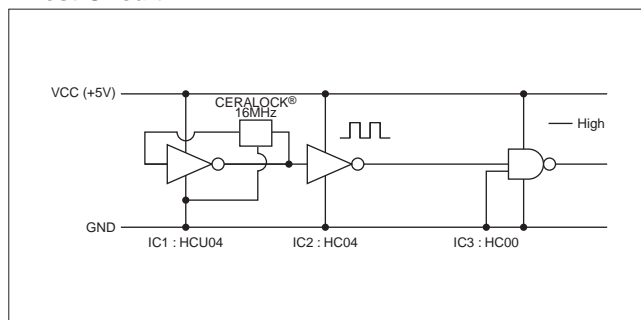 VCC (+5V)
CERALOCK®
16MHz
High
GND
IC1 : HCU04
IC2 : HC04
IC3 : HC00